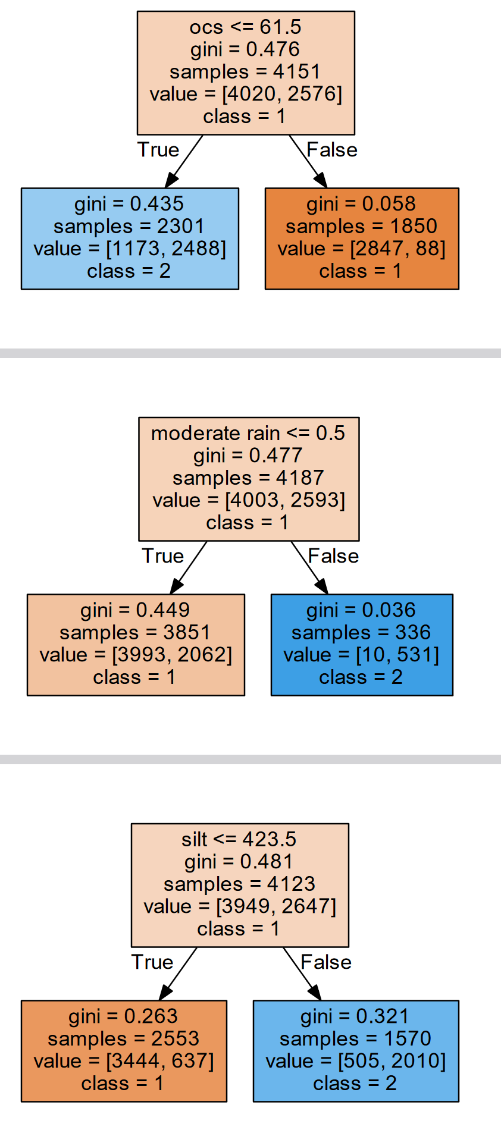 ocs <= 61.5
gini = 0.476
samples = 4151
value = [4020, 2576]
class = 1
True
False
gini = 0.435
samples = 2301
value = [1173, 2488]
class = 2
gini = 0.058
samples = 1850
value = [2847, 88]
class = 1
moderate rain <= 0.5
gini = 0.477
samples = 4187
value = [4003, 2593]
class = 1
True
False
gini = 0.449
samples = 3851
value = [3993, 2062]
class = 1
gini = 0.036
samples = 336
value = [10, 531]
class = 2
silt <= 423.5
gini = 0.481
samples = 4123
value = [3949, 2647]
class = 1
True
False
gini = 0.263
samples = 2553
value = [3444, 637]
class = 1
gini = 0.321
samples = 1570
value = [505, 2010]
class = 2